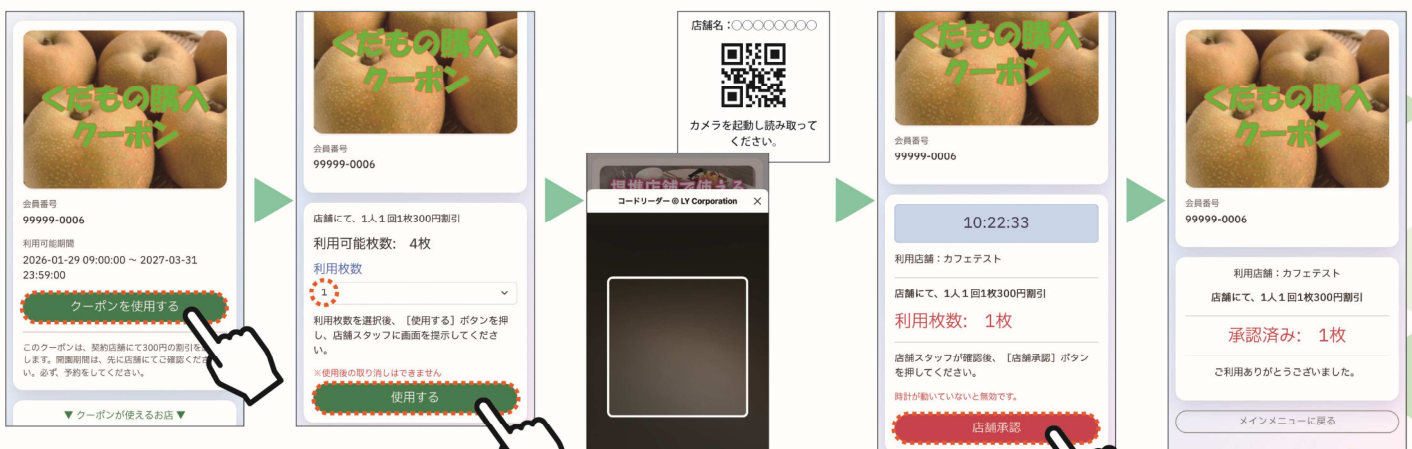 くだもの購入
クーポン
会員番号
99999-0006
利用可能期間
2026-01-29 09:00:00 ~ 2027-03-31
23:59:00
クーポンを使用する
このクーポンは、契約店舗にて300円の割引を
します。開園期間は、先に店舗にてご確認くださ
い。必ず、予約をしてください。
▼ クーポンが使えるお店 ▼
くだもの購入
クーポン
会員番号
99999-0006
店舗にて、1人1回1枚300円割引
利用可能枚数: 4枚
利用枚数
1
利用枚数を選択後、［使用する］ボタンを押
し、店舗スタッフに画面を提示してくださ
い。
※使用後の取り消しはできません
使用する
店舗名：○○○○○○○○
カメラを起動し読み取って
ください。
提携店舗で使える
コードリーダー © LY Corporation ×
くだもの購入
クーポン
会員番号
99999-0006
10:22:33
利用店舗：カフェテスト
店舗にて、1人1回1枚300円割引
利用枚数: 1枚
店舗スタッフが確認後、［店舗承認］ボタン
を押してください。
時計が動いていないと無効です。
店舗承認
くだもの購入
クーポン
会員番号
99999-0006
利用店舗：カフェテスト
店舗にて、1人1回1枚300円割引
承認済み: 1枚
ご利用ありがとうございました。
メインメニューに戻る